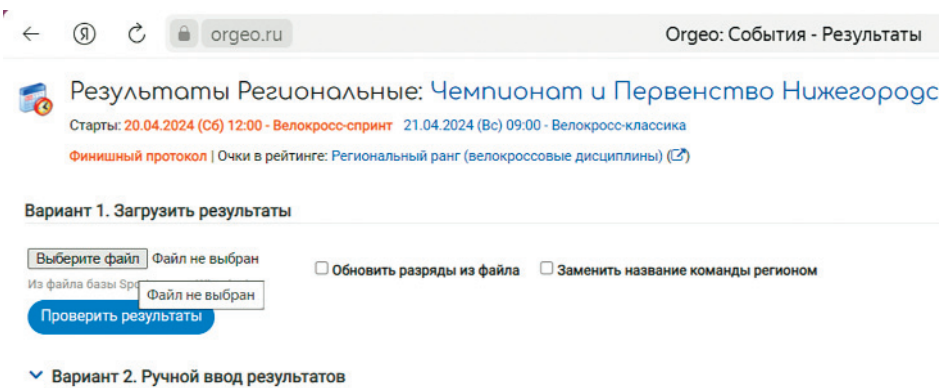 orgeo.ru Orgeo: События - Результаты
Результаты Региональные: Чемпионат и Первенство Нижегородс
Старты: 20.04.2024 (Сб) 12:00 - Велокросс-спринт 21.04.2024 (Вс) 09:00 - Велокросс-классика
Финишный протокол | Очки в рейтинге: Региональный ранг (велокроссовые дисциплины) ()
Вариант 1. Загрузить результаты
Выберите файл Файл не выбран
Обновить разряды из файла Заменить название команды регионом
Из файла базы
Файл не выбран
Проверить результаты
Вариант 2. Ручной ввод результатов